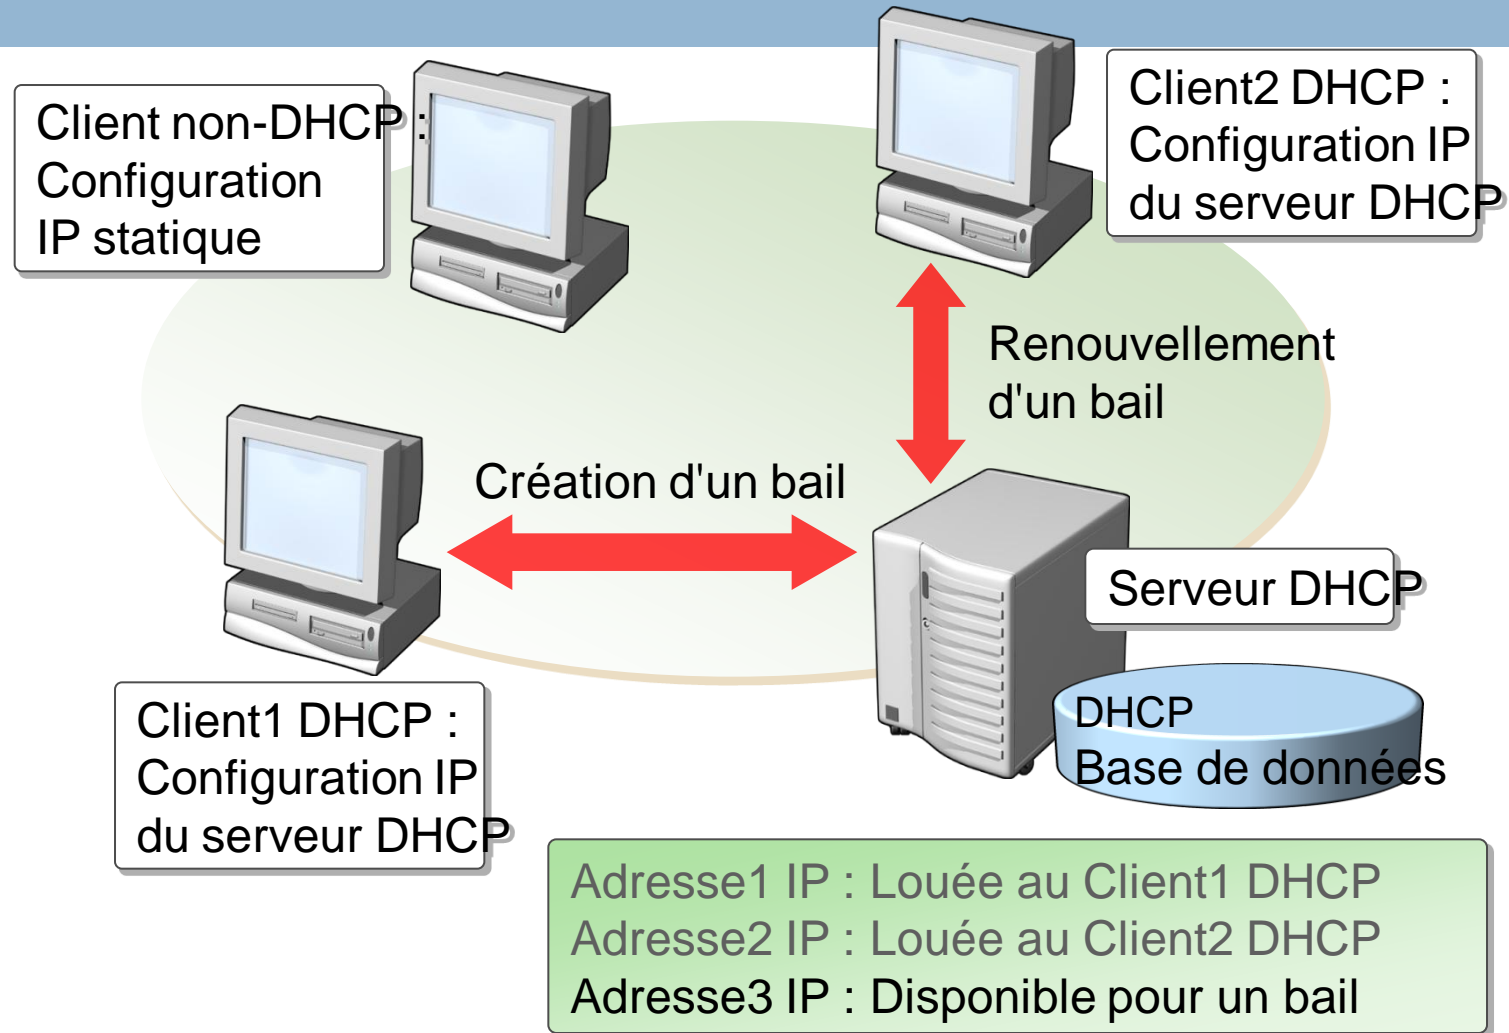 Client non-DHCP :
Configuration
IP statique
Client2 DHCP :
Configuration IP
du serveur DHCP
Renouvellement
d'un bail
Création d'un bail
Serveur DHCP
DHCP
Base de données
Client1 DHCP :
Configuration IP
du serveur DHCP
Adresse1 IP : Louée au Client1 DHCP
Adresse2 IP : Louée au Client2 DHCP
Adresse3 IP : Disponible pour un bail